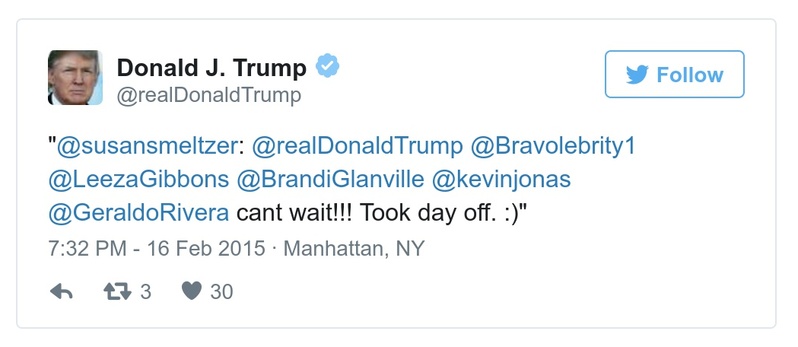 Donald J. Trump
@realDonaldTrump
Follow
"@susansmeltzer: @realDonaldTrump @Bravolebrity1
@LeezaGibbons @BrandiGlanville @kevinjonas
@GeraldoRivera cant wait!!! Took day off. :)"
7:32 PM - 16 Feb 2015 · Manhattan, NY
3 30